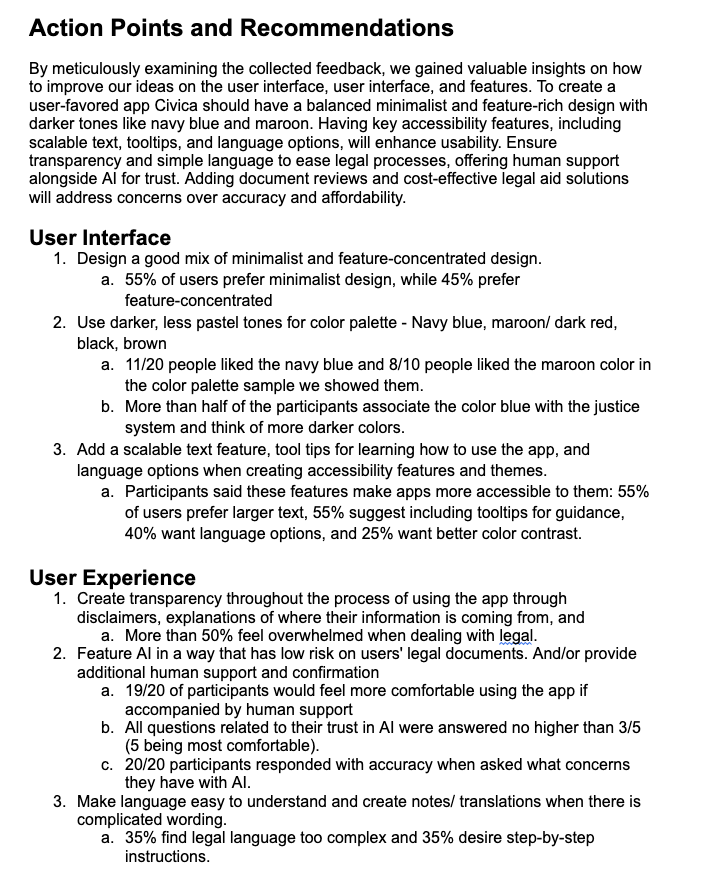 Action Points and Recommendations
By meticulously examining the collected feedback, we gained valuable insights on how
to improve our ideas on the user interface, user interface, and features. To create a
user-favored app Civica should have a balanced minimalist and feature-rich design with
darker tones like navy blue and maroon. Having key accessibility features, including
scalable text, tooltips, and language options, will enhance usability. Ensure
transparency and simple language to ease legal processes, offering human support
alongside AI for trust. Adding document reviews and cost-effective legal aid solutions
will address concerns over accuracy and affordability.
User Interface
1. Design a good mix of minimalist and feature-concentrated design.
a. 55% of users prefer minimalist design, while 45% prefer
feature-concentrated
2. Use darker, less pastel tones for color palette - Navy blue, maroon/ dark red,
black, brown
a. 11/20 people liked the navy blue and 8/10 people liked the maroon color in
the color palette sample we showed them.
b. More than half of the participants associate the color blue with the justice
system and think of more darker colors.
3. Add a scalable text feature, tool tips for learning how to use the app, and
language options when creating accessibility features and themes.
a. Participants said these features make apps more accessible to them: 55%
of users prefer larger text, 55% suggest including tooltips for guidance,
40% want language options, and 25% want better color contrast.
User Experience
1. Create transparency throughout the process of using the app through
disclaimers, explanations of where their information is coming from, and
a. More than 50% feel overwhelmed when dealing with legal.
2. Feature AI in a way that has low risk on users' legal documents. And/or provide
additional human support and confirmation
a. 19/20 of participants would feel more comfortable using the app if
accompanied by human support
b. All questions related to their trust in AI were answered no higher than 3/5
(5 being most comfortable).
c. 20/20 participants responded with accuracy when asked what concerns
they have with AI.
3. Make language easy to understand and create notes/ translations when there is
complicated wording.
a. 35% find legal language too complex and 35% desire step-by-step
instructions.